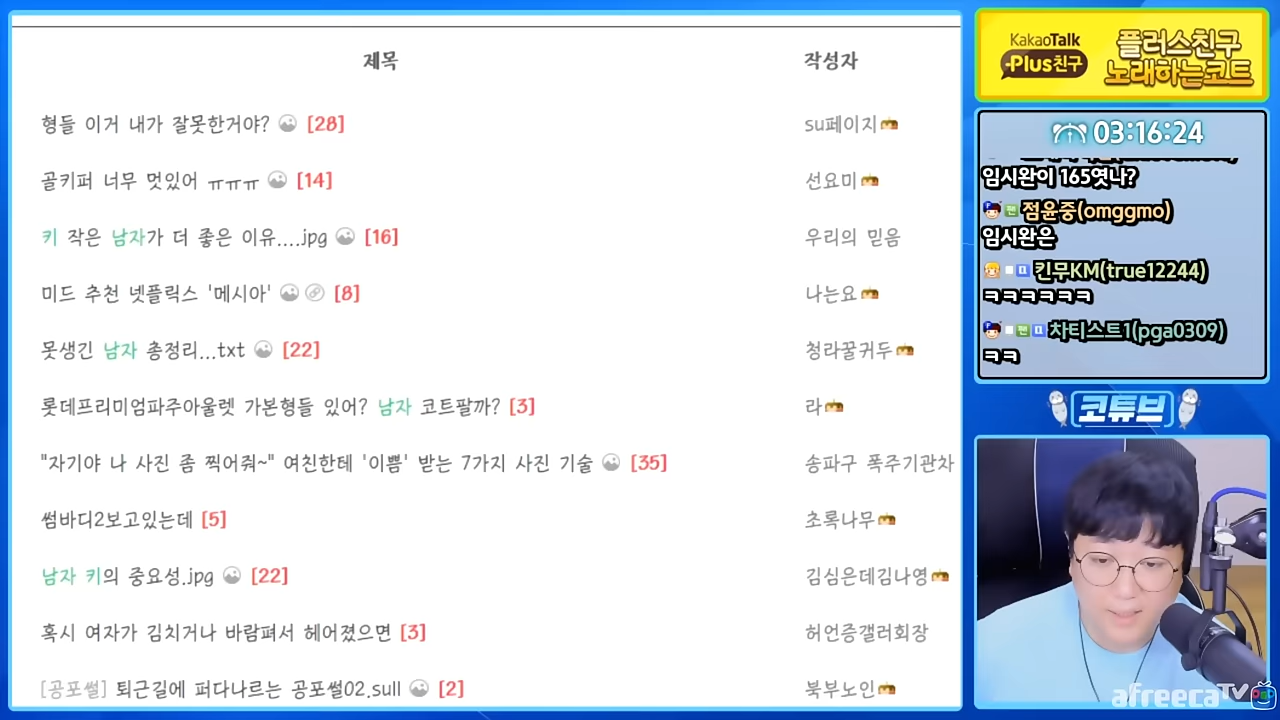 제목 작성자
형들 이거 내가 잘못한거야? [28] su페이지
골키퍼 너무 멋있어 ㅠㅠㅠ [14] 선요미
키 작은 남자가 더 좋은 이유....jpg [16] 우리의 믿음
미드 추천 넷플릭스 '메시아' [8] 나는요
못생긴 남자 총정리...txt [22] 청라꿀귀두
롯데프리미엄파주아울렛 가본형들 있어? 남자 코트팔까? [3] 라
"자기야 나 사진 좀 찍어줘~" 여친한테 '이쁨' 받는 7가지 사진 기술 [35] 송파구 폭주기관차
썸바디2보고있는데 [5] 초록나무
남자 키의 중요성.jpg [22] 김심은데김나영
혹시 여자가 김치거나 바람펴서 헤어졌으면 [3] 허언증갤러회장
[공포썰] 퇴근길에 퍼다나르는 공포썰02.sull [2] 북부노인
KakaoTalk
Plus친구
플러스친구
노래하는코트
03:16:24
임시완이 165엿나?
점윤중(omggmo)
임시완은
킨무KM(true12244)
ㅋㅋㅋㅋㅋㅋ
차티스트1(pga0309)
ㅋㅋ
코튜브
afreecaTV